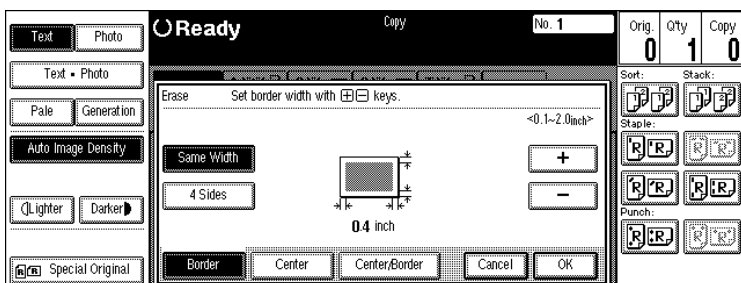 Text Photo
Text • Photo
Pale Generation
Auto Image Density
Lighter Darker
Special Original
Ready
Copy
No. 1
Erase Set border width with + − keys.
<0.1~2.0inch>
Same Width
4 Sides
+
−
0.4 inch
Border Center Center/Border Cancel OK
Orig. Q'ty Copy
0 1 0
Sort: Stack:
Staple:
Punch: